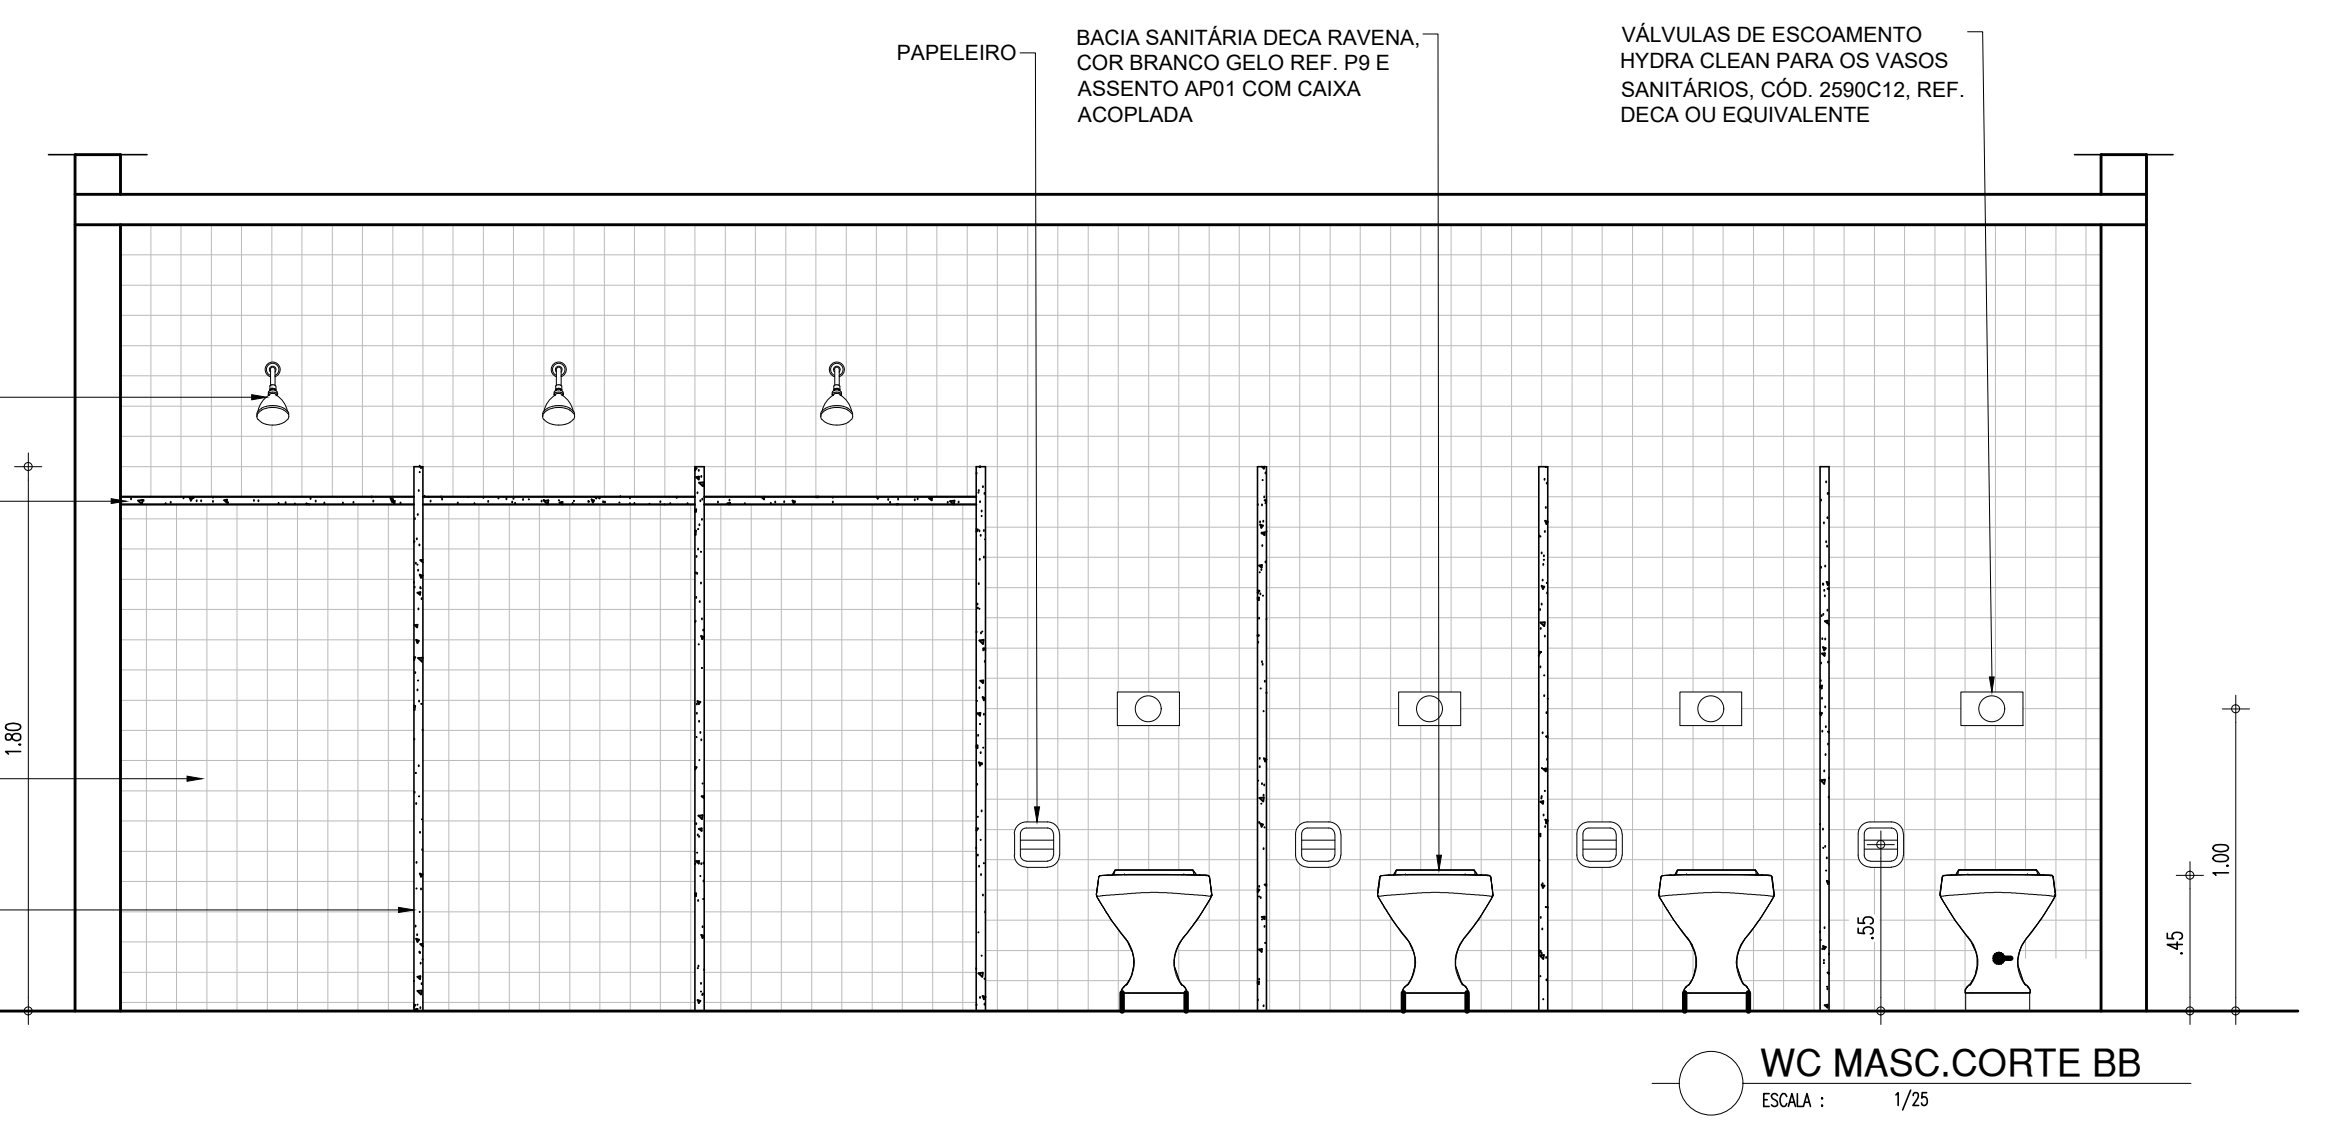 PAPELEIRO
BACIA SANITÁRIA DECA RAVENA,
COR BRANCO GELO REF. P9 E
ASSENTO AP01 COM CAIXA
ACOPLADA
VÁLVULAS DE ESCOAMENTO
HYDRA CLEAN PARA OS VASOS
SANITÁRIOS, CÓD. 2590C12, REF.
DECA OU EQUIVALENTE
1.80
.55
.45
1.00
WC MASC.CORTE BB
ESCALA : 1/25